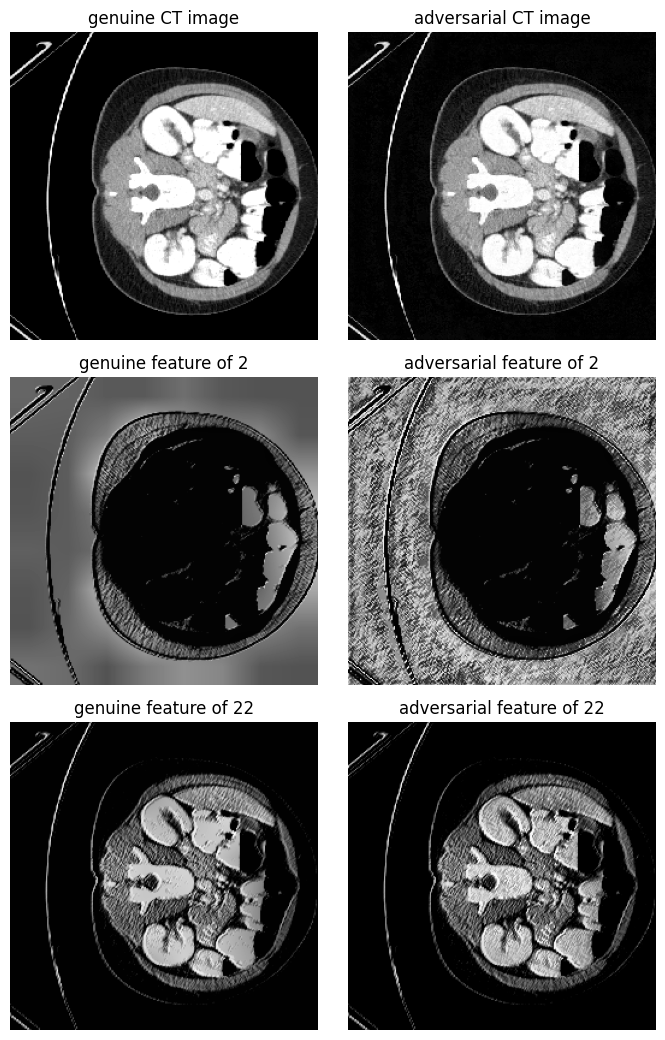 genuine CT image
adversarial CT image
genuine feature of 2
adversarial feature of 2
genuine feature of 22
adversarial feature of 22